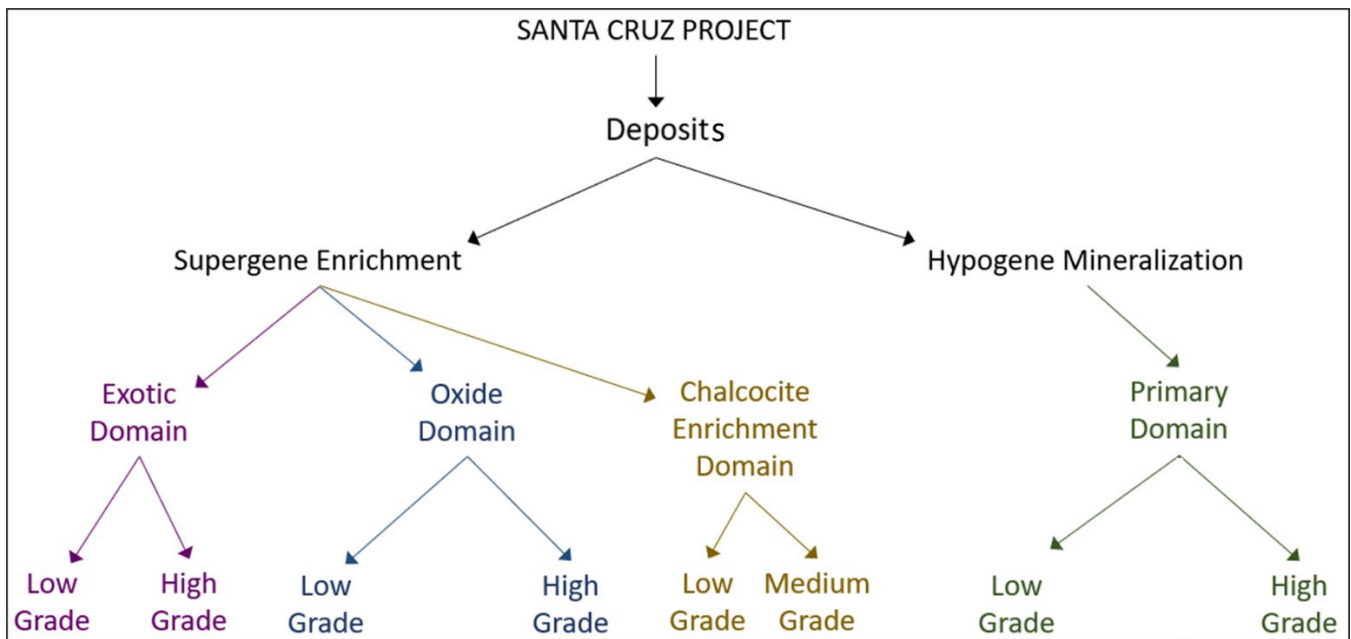 SANTA CRUZ PROJECT
Deposits
Supergene Enrichment
Hypogene Mineralization
Exotic
Domain
Oxide
Domain
Chalcocite
Enrichment
Domain
Primary
Domain
Low
Grade
High
Grade
Low
Grade
High
Grade
Low
Grade
Medium
Grade
Low
Grade
High
Grade